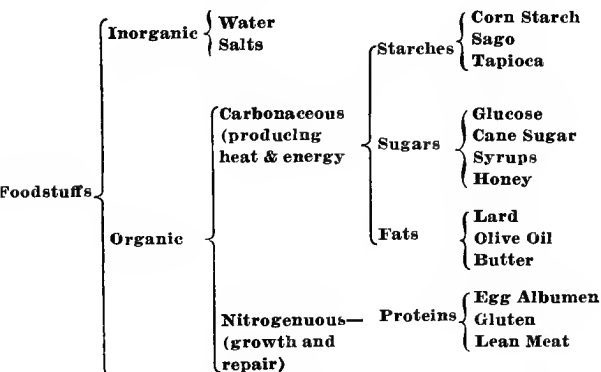 Foodstuffs
Inorganic
Water
Salts
Organic
Carbonaceous
(producing
heat & energy
Starches
Corn Starch
Sago
Tapioca
Sugars
Glucose
Cane Sugar
Syrups
Honey
Fats
Lard
Olive Oil
Butter
Nitrogenuous—
(growth and
repair)
Proteins
Egg Albumen
Gluten
Lean Meat